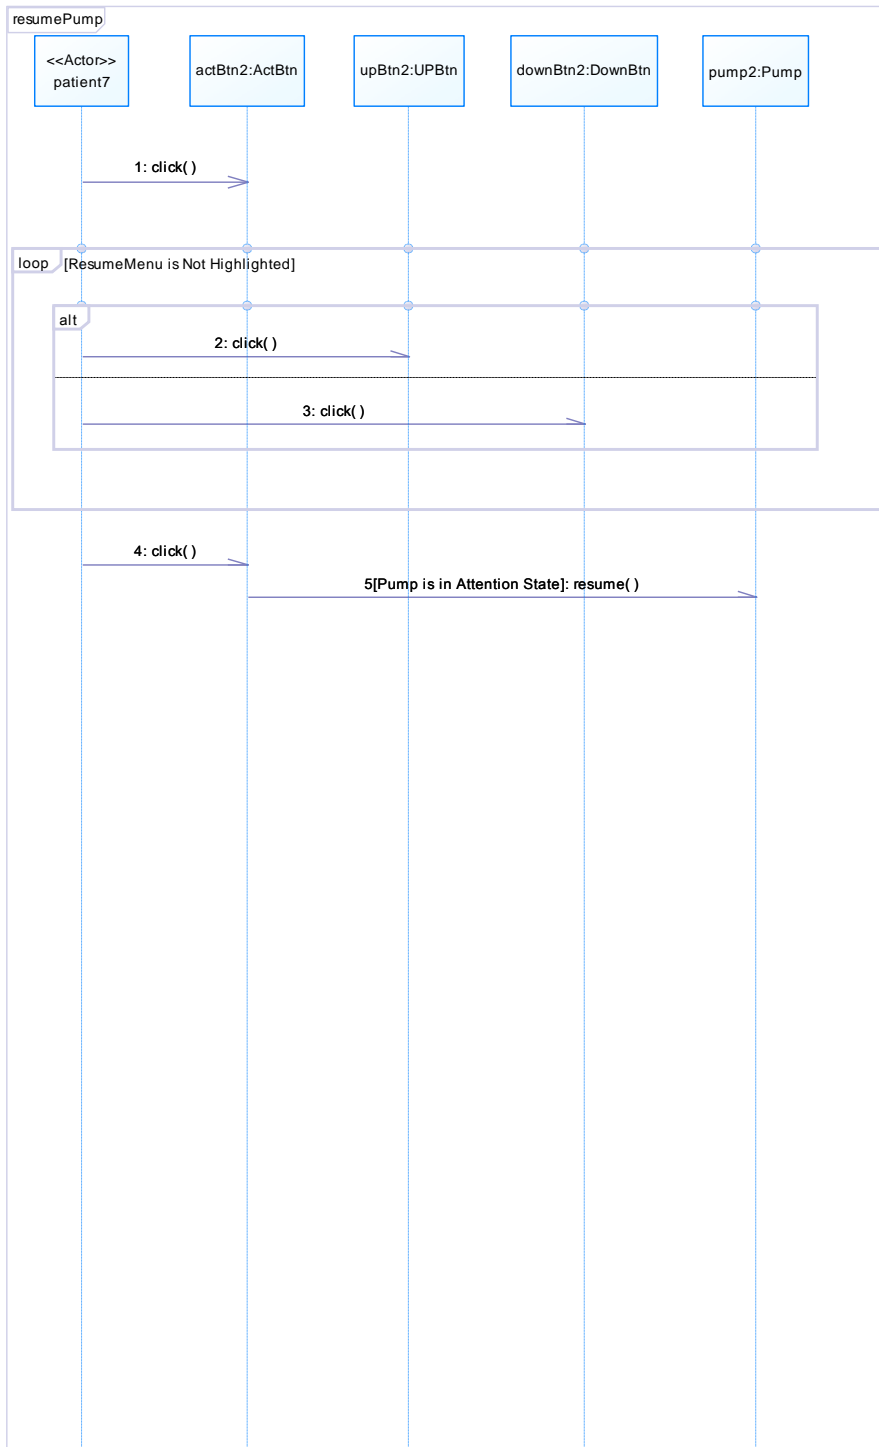 resumePump
<<Actor>>
patient7
actBtn2:ActBtn
upBtn2:UPBtn
downBtn2:DownBtn
pump2:Pump
1: click( )
loop
[ResumeMenu is Not Highlighted]
alt
2: click( )
3: click( )
4: click( )
5[Pump is in Attention State]: resume( )